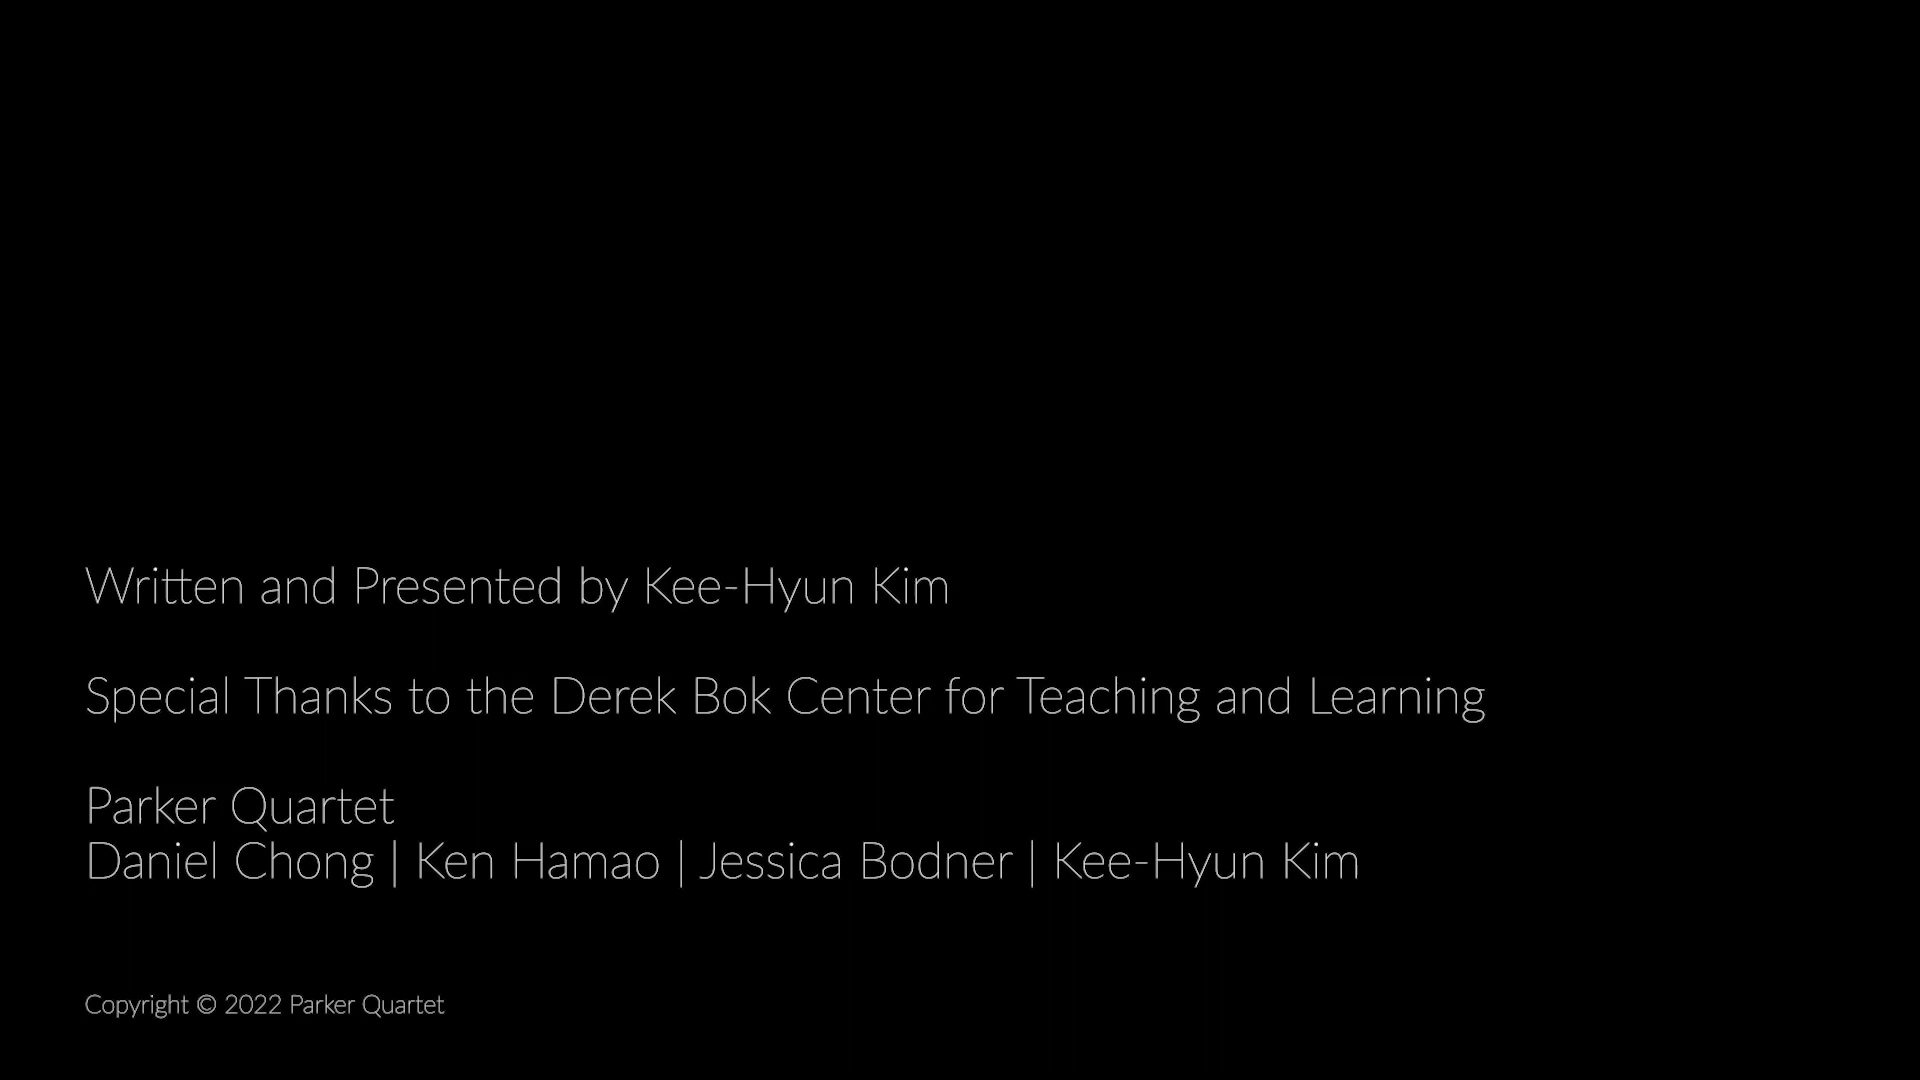 Written and Presented by Kee-Hyun Kim
Special Thanks to the Derek Bok Center for Teaching and Learning
Parker Quartet
Daniel Chong | Ken Hamao | Jessica Bodner | Kee-Hyun Kim
Copyright © 2022 Parker Quartet